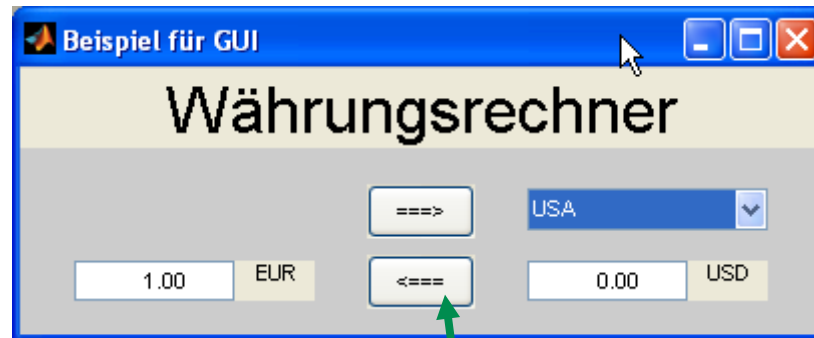 Beispiel für GUI
Währungsrechner
===> USA
1.00 EUR <=== 0.00 USD